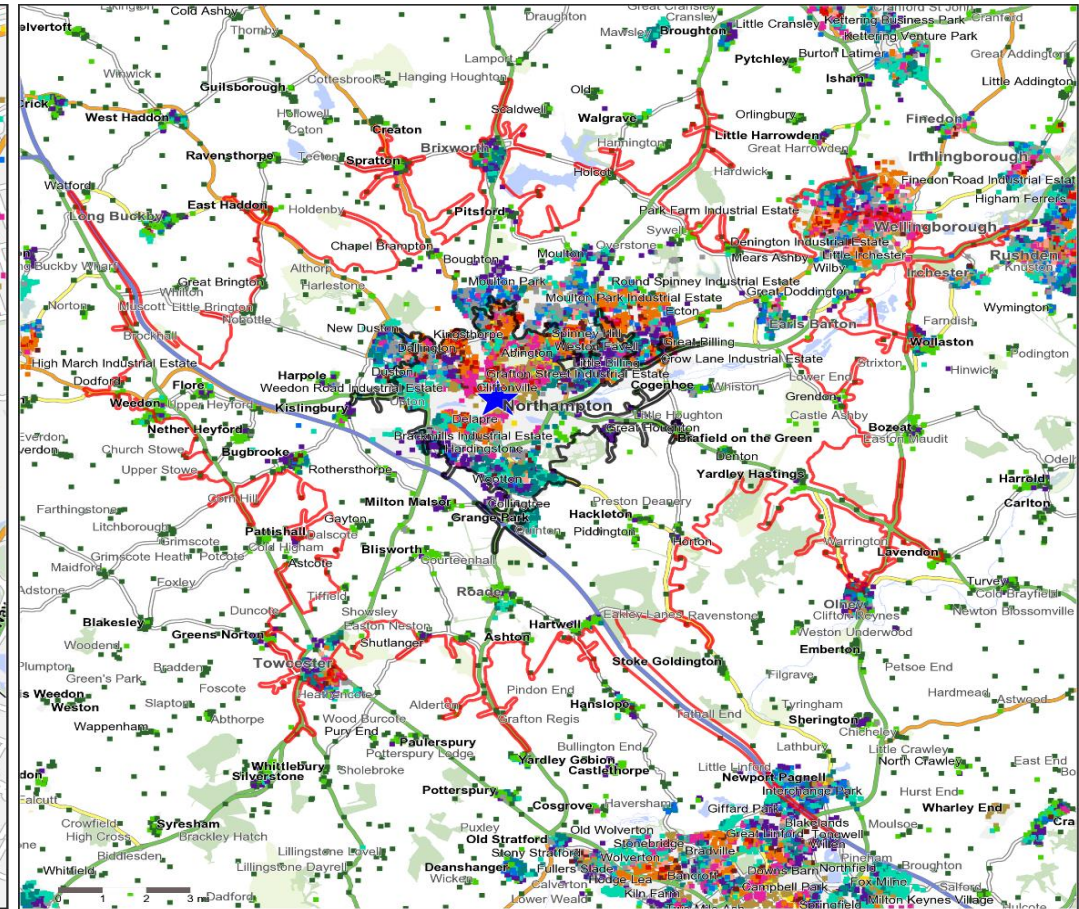 Cold Ashby
Draughton
Great Cransley
Cransley
Mawsley
Broughton
Little Cransley
Kettering Business Park
Cranford
Kettering Venture Park
Thornby
Winwick
Cottesbrooke
Lamport
Hanging Houghton
Pytchley
Burton Latimer
Great Addington
Guilsborough
Old
Isham
Little Addington
West Haddon
Hollowell
Coton
Creaton
Scaldwell
Walgrave
Orlingbury
Finedon
Ravensthorpe
Teeton
Spratton
Brixworth
Hannington
Little Harrowden
Great Harrowden
Irthlingborough
Watford
Holcot
Hardwick
Finedon Road Industrial Estat
Long Buckby
East Haddon
Holdenby
Pitsford
Park Farm Industrial Estate
Higham Ferrers
Sywell
Wellingborough
Chapel Brampton
Boughton
Moulton
Overstone
Denington Industrial Estate
Mears Ashby
Little Irchester
Wilby
Rushden
Knuston
Althorp
Harlestone
Great Brington
Moulton Park
Round Spinney Industrial Estate
Irchester
Norton
Muscott
Whilton
Little Brington
Nobottle
Moulton Park Industrial Estate
Great Doddington
Wymington
Brockhall
New Duston
Kingsthorpe
Spinney Hill
Ecton
Earls Barton
Farndish
Dallington
Abington
Weston Favell
Great Billing
Wollaston
Podington
High March Industrial Estate
Duston
Little Billing
Crow Lane Industrial Estate
Strixton
Hinwick
Dodford
Flore
Harpole
Weedon Road Industrial Estate
Grafton Street Industrial Estate
Cliftonville
Cogenhoe
Whiston
Lower End
Weedon
Upper Heyford
Kislingbury
Upton
Northampton
Grendon
Castle Ashby
Nether Heyford
Delapre
Little Houghton
Great Houghton
Bozeat
Everdon
Church Stowe
Bugbrooke
Brackmills Industrial Estate
Hardingstone
Brafield on the Green
Easton Maudit
Upper Stowe
Rothersthorpe
Wootton
Denton
Yardley Hastings
Harrold
Carlton
Farthingstone
Milton Malsor
Collingtree
Preston Deanery
Gayton
Grange Park
Quinton
Hackleton
Piddington
Horton
Warrington
Litchborough
Pattishall
Dalscote
Grimscote
Cold Higham
Blisworth
Courteenhall
Lavendon
Grimscote Heath
Potcote
Astcote
Maidford
Foxley
Tiffield
Roade
Turvey
Cold Brayfield
Adstone
Duncote
Showsley
Olney
Clifton Reynes
Newton Blossomville
Blakesley
Greens Norton
Easton Neston
Shutlanger
Ashton
Hartwell
Eakley Lanes
Ravenstone
Weston Underwood
Woodend
Emberton
Plumpton
Bradden
Towcester
Stoke Goldington
Petsoe End
Green's Park
Foscote
Heathencote
Pindon End
Filgrave
Weston
Slapton
Abthorpe
Alderton
Hanslope
Tyringham
Hardmead
Astwood
Wappenham
Wood Burcote
Grafton Regis
Tathall End
Sherington
Chicheley
Pury End
Paulerspury
Bullington End
Lathbury
Little Crawley
Potterspury Lodge
Yardley Gobion
Castlethorpe
Little Linford
North Crawley
East End
Whittlebury
Silverstone
Sholebroke
Newport Pagnell
Interchange Park
Hurst End
Potterspury
Cosgrove
Haversham
Giffard Park
Wharley End
Crowfield
Syresham
High Cross
Brackley Hatch
Puxley
Old Wolverton
Blakelands
Moulsoe
Biddlesden
Old Stratford
Stonebridge
Great Linford
Tongwell
Stony Stratford
Wolverton
Bradville
Willen
Lillingstone Lovell
Deanshanger
Fullers Slade
Hodge Lea
Bancroft
Downs Barn
Northfield
Pineham
Broughton
Whitfield
Lillingstone Dayrell
Wicken
Calverton
Kiln Farm
Campbell Park
Fox Milne
Salford
0 1 2 3 m
Dadford
Lower Weald
Springfield
Milton Keynes Village
Hulcote